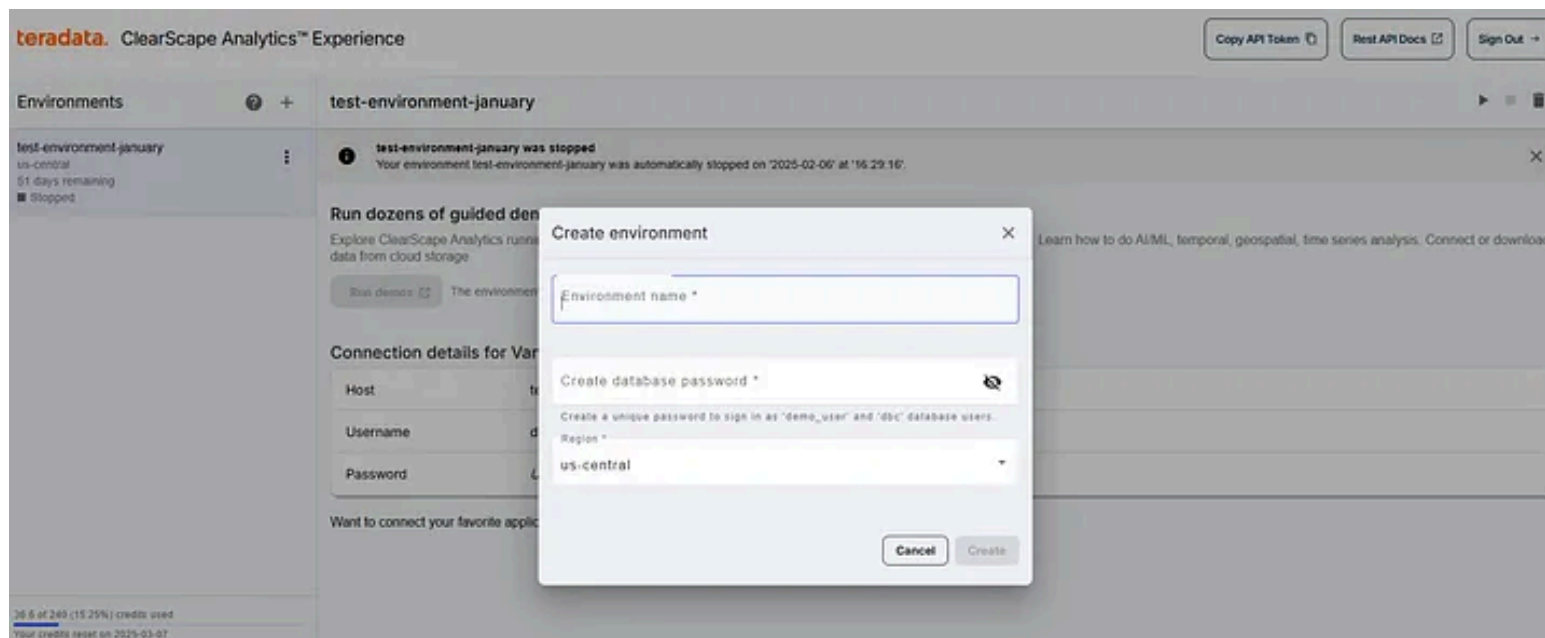 teradata. ClearScape Analytics™ Experience
Copy API Token
Rest API Docs
Sign Out →
Environments
test-environment-january
us-central
51 days remaining
Stopped
test-environment-january
test-environment-january was stopped
Your environment test-environment-january was automatically stopped on '2025-02-06' at '16:29:16'.
Run dozens of guided den
Explore ClearScape Analytics runn
Learn how to do AI/ML, temporal, geospatial, time series analysis. Connect or downloa
data from cloud storage
Run demos
The environmen
Connection details for Var
Host
Username
Password
Want to connect your favorite applic
Create environment
Environment name *
Create database password *
Create a unique password to sign in as 'demo_user' and 'dbc' database users.
Region *
us-central
Cancel
Create
36.6 of 240 (15.25%) credits used
Your credits reset on 2025-03-07